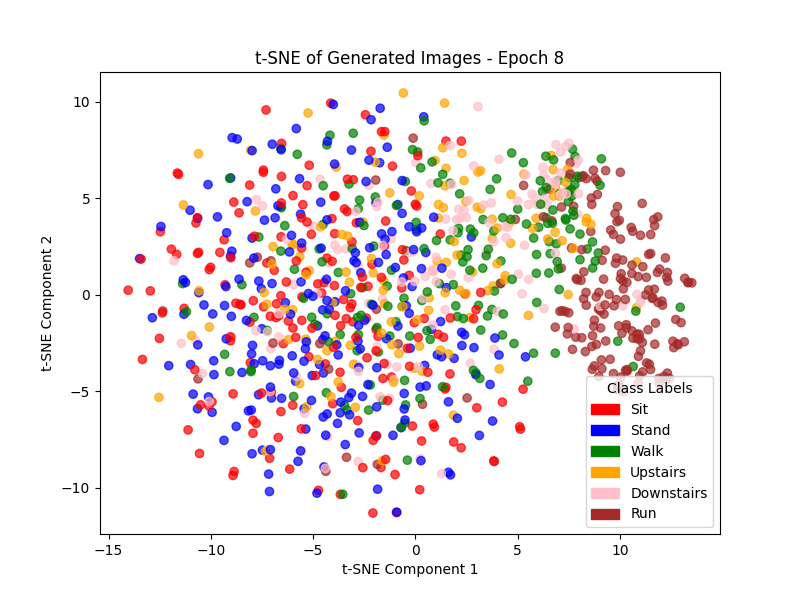 t-SNE of Generated Images - Epoch 8
10
5
0
−5
−10
t-SNE Component 2
−15
−10
−5
0
5
10
t-SNE Component 1
Class Labels
Sit
Stand
Walk
Upstairs
Downstairs
Run